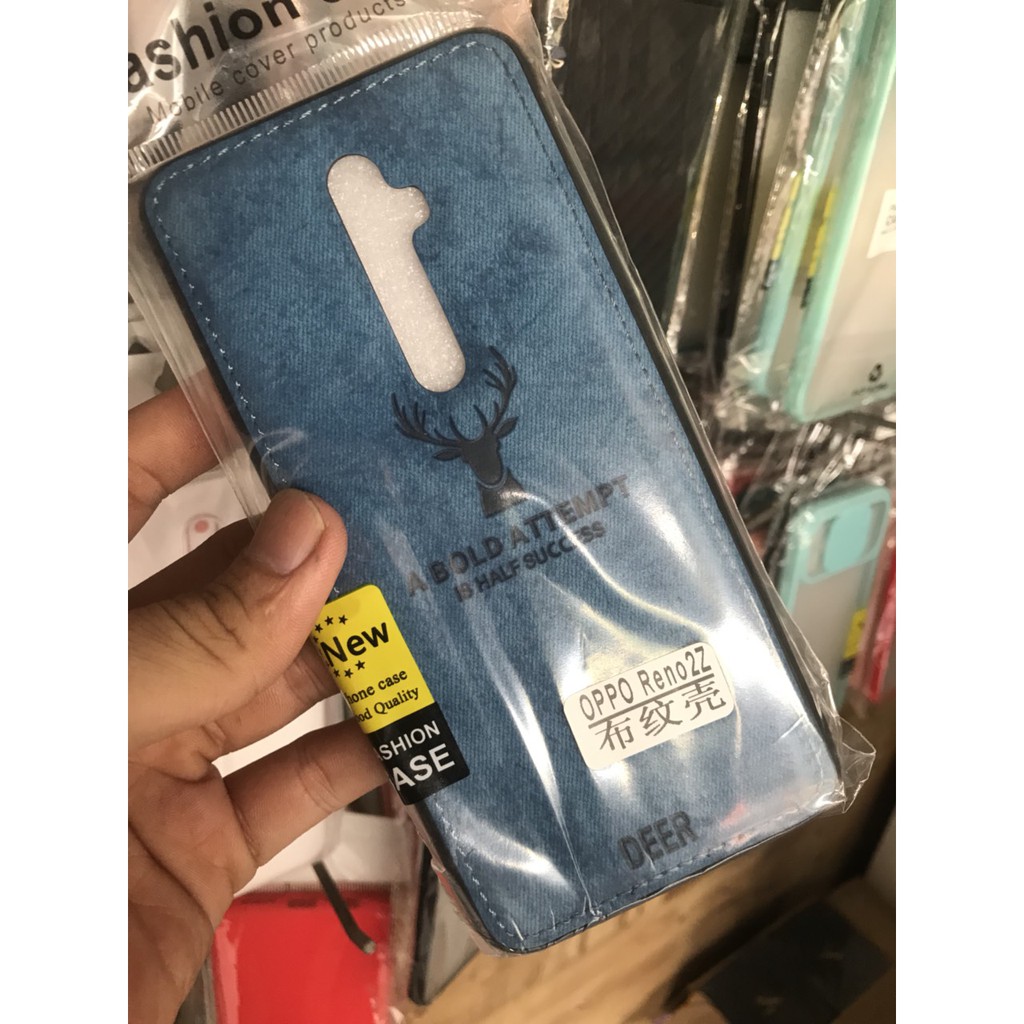 ashion
Mobile cover products
A BOLD ATTEMPT
IS HALF SUCCESS
New
hone case
od Quality
ASHION
ASE
OPPO Reno2Z
布纹壳
DEER